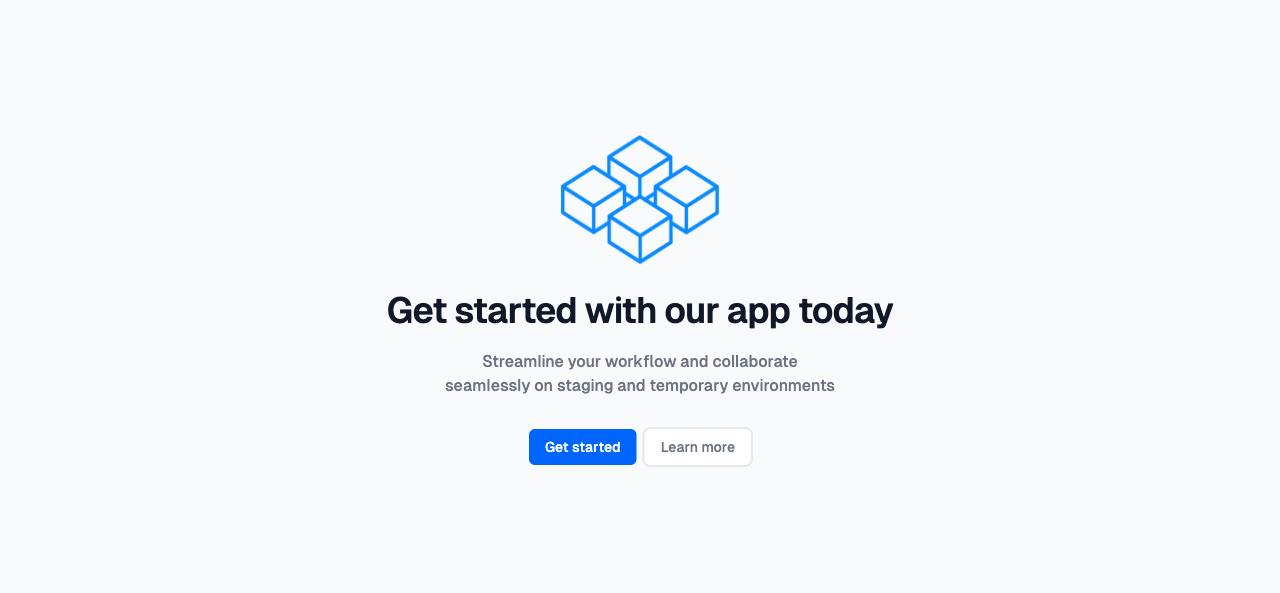 Get started with our app today
Streamline your workflow and collaborate
seamlessly on staging and temporary environments
Get started
Learn more